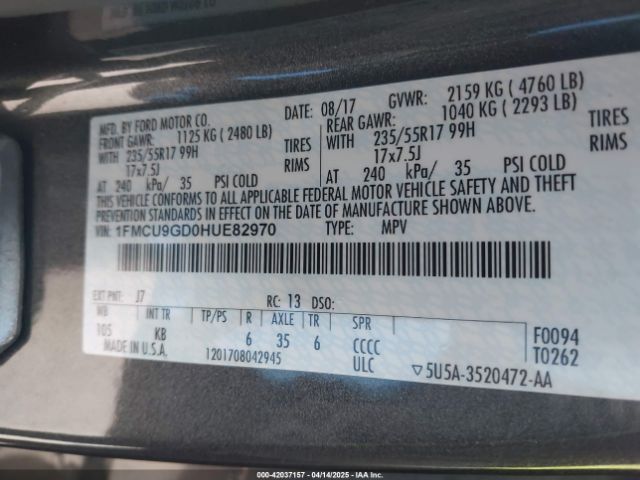 DATE: 08/17 GVWR: 2159 KG ( 4760 LB)
MFD. BY FORD MOTOR CO.
FRONT GAWR: 1125 KG ( 2480 LB) REAR GAWR: 1040 KG ( 2293 LB)
WITH 235/55R17 99H TIRES WITH 235/55R17 99H TIRES
17x7.5J RIMS 17x7.5J RIMS
AT 240 kPa/ 35 PSI COLD AT 240 kPa/ 35 PSI COLD
THIS VEHICLE CONFORMS TO ALL APPLICABLE FEDERAL MOTOR VEHICLE SAFETY AND THEFT
PREVENTION STANDARDS IN EFFECT ON THE DATE OF MANUFACTURE SHOWN ABOVE.
VIN: 1FMCU9GD0HUE82970 TYPE: MPV
EXT PNT: J7 RC: 13 DSO:
WB INT TR TP/PS R AXLE TR SPR
105 KB 6 35 6 CCCC F0094
MADE IN U.S.A. 1201708042945 ULC T0262
▽5U5A-3520472-AA
000-42037157 - 04/14/2025 - IAAI.COM